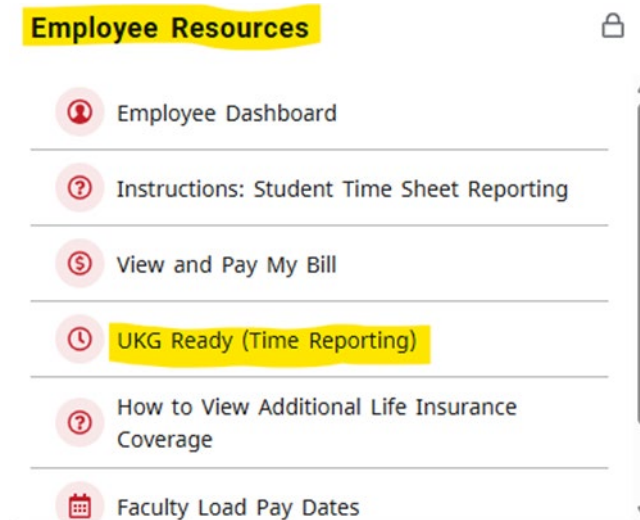 Employee Resources
Employee Dashboard
Instructions: Student Time Sheet Reporting
View and Pay My Bill
UKG Ready (Time Reporting)
How to View Additional Life Insurance
Coverage
Faculty Load Pay Dates